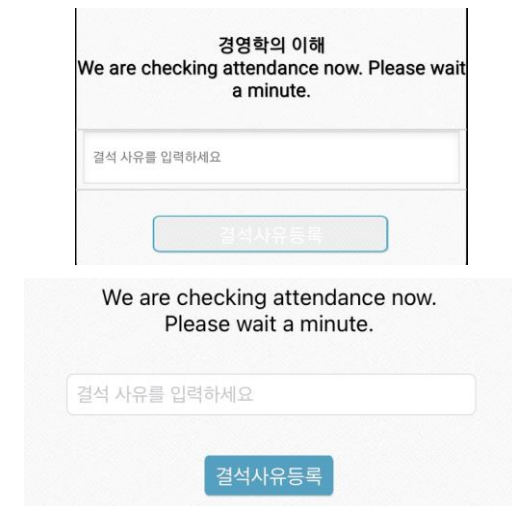 경영학의 이해
We are checking attendance now. Please wait
a minute.
결석 사유를 입력하세요
결석사유등록
We are checking attendance now.
Please wait a minute.
결석 사유를 입력하세요
결석사유등록